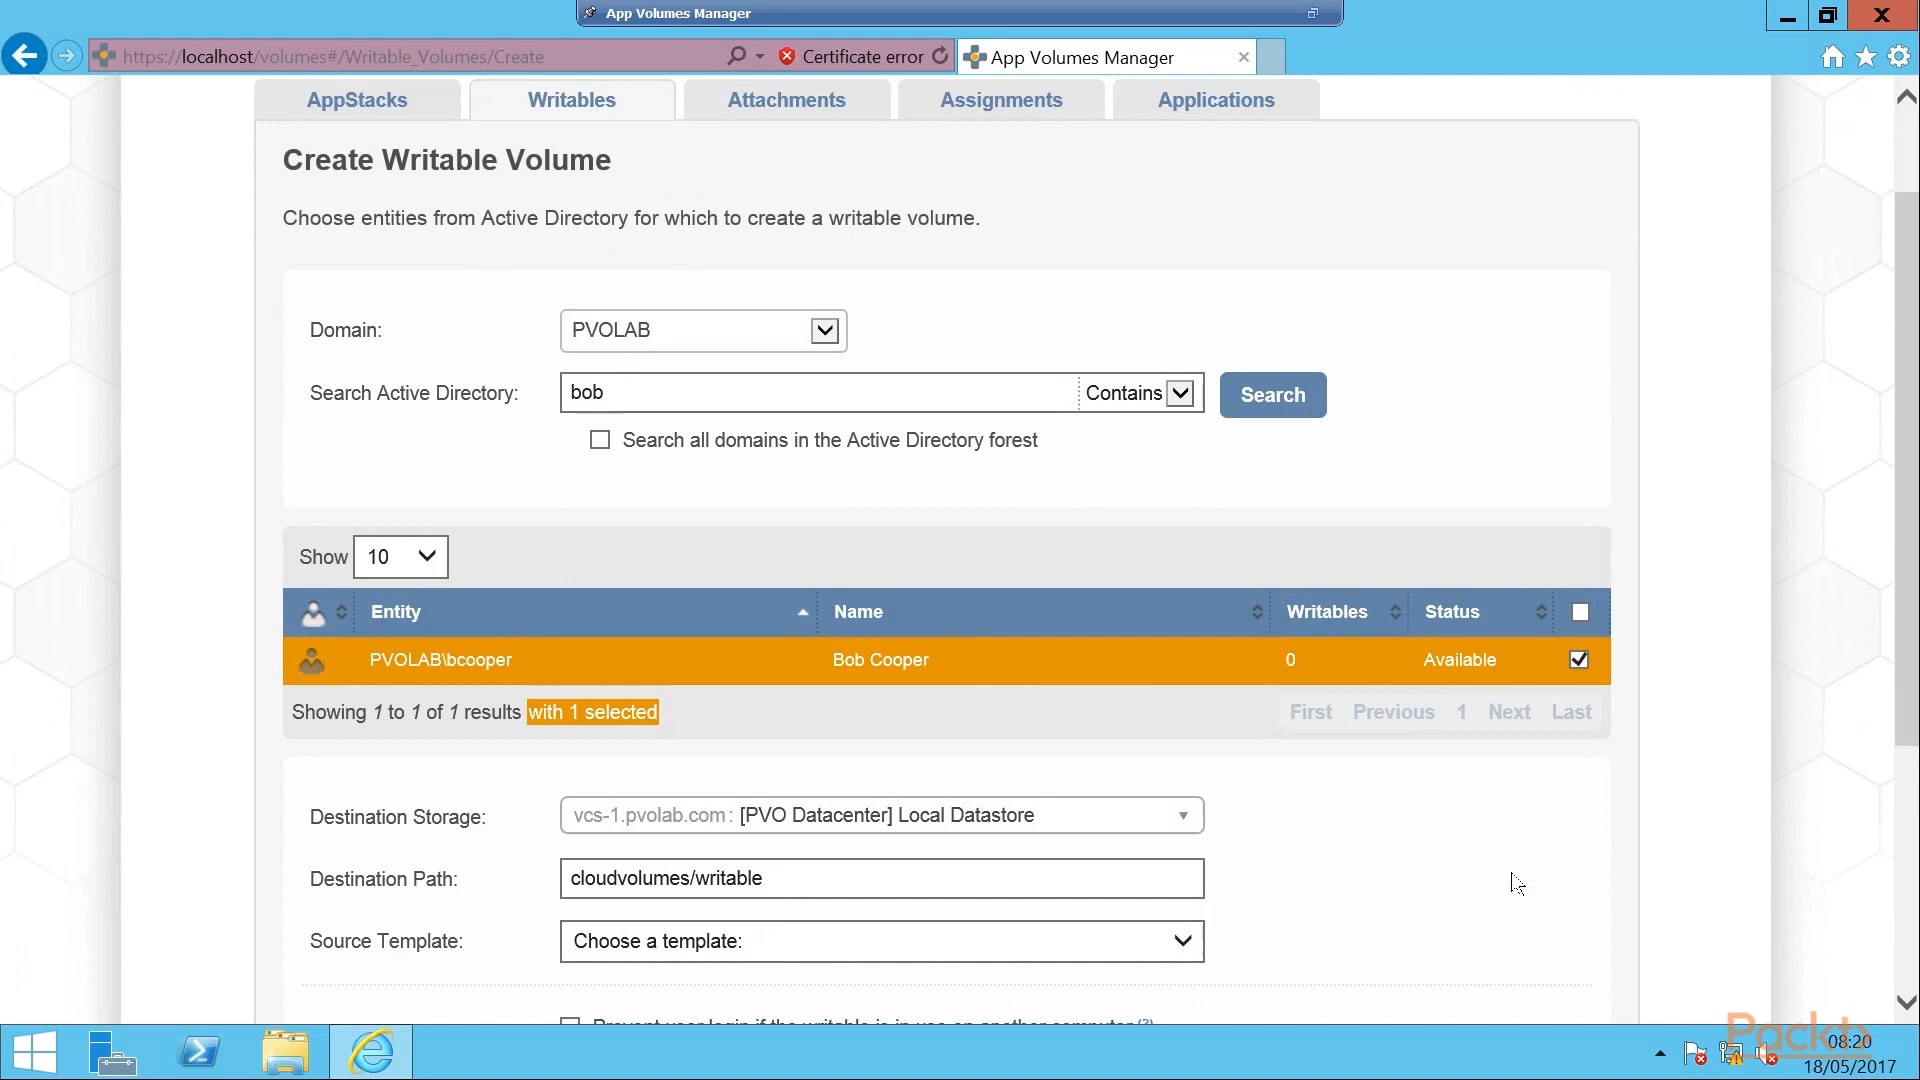 App Volumes Manager
https://localhost/volumes#/Writable_Volumes/Create
Certificate error
App Volumes Manager
AppStacks
Writables
Attachments
Assignments
Applications
Create Writable Volume
Choose entities from Active Directory for which to create a writable volume.
Domain:
PVOLAB
Search Active Directory:
bob
Contains
Search
Search all domains in the Active Directory forest
Show 10
Entity Name Writables Status
PVOLAB\bcooper Bob Cooper 0 Available
Showing 1 to 1 of 1 results with 1 selected
First Previous 1 Next Last
Destination Storage:
vcs-1.pvolab.com: [PVO Datacenter] Local Datastore
Destination Path:
cloudvolumes/writable
Source Template:
Choose a template:
Prevent user login if the writable is in use on another computer (?)
Packt
08:20
18/05/2017